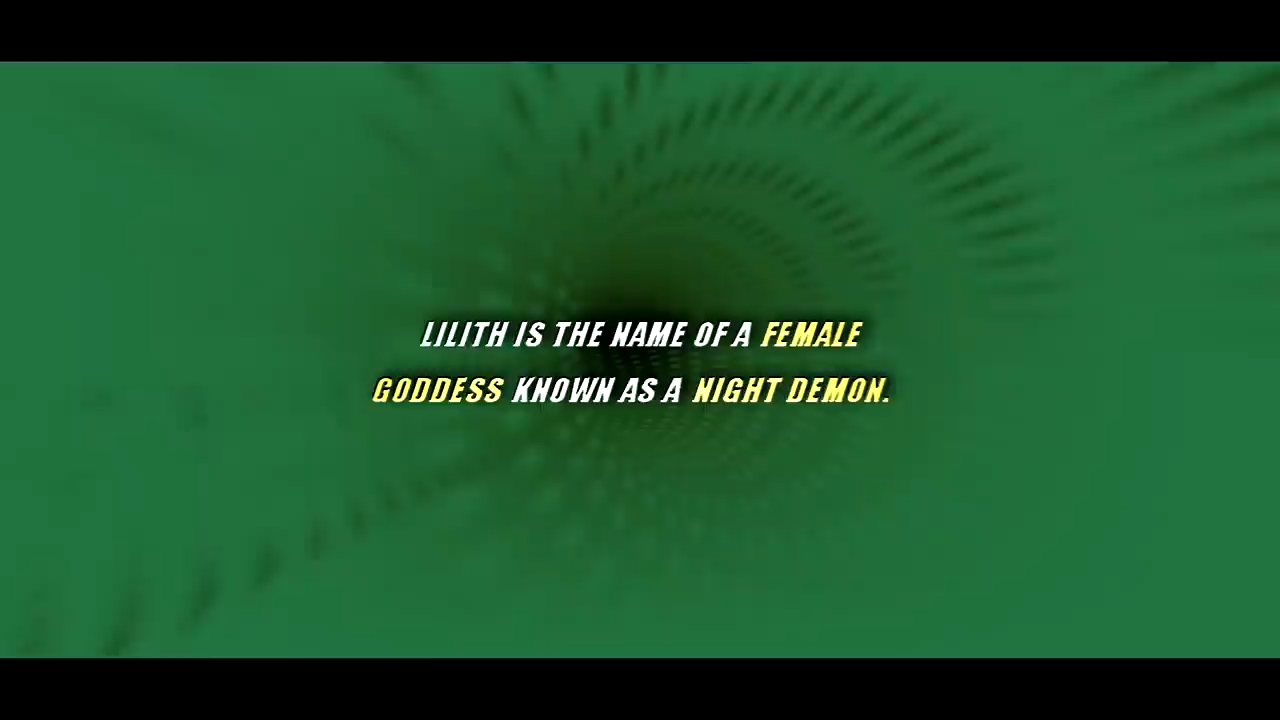 LILITH IS THE NAME OF A FEMALE
GODDESS KNOWN AS A NIGHT DEMON.